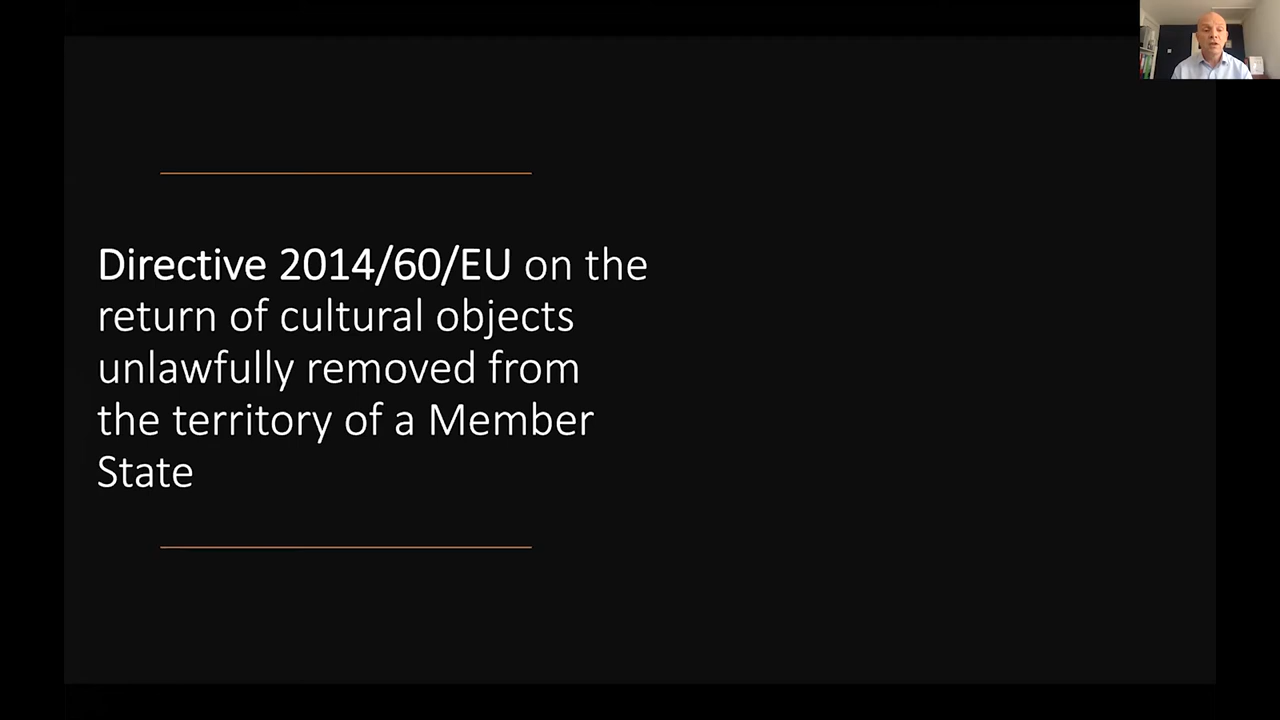 Directive 2014/60/EU on the
return of cultural objects
unlawfully removed from
the territory of a Member
State